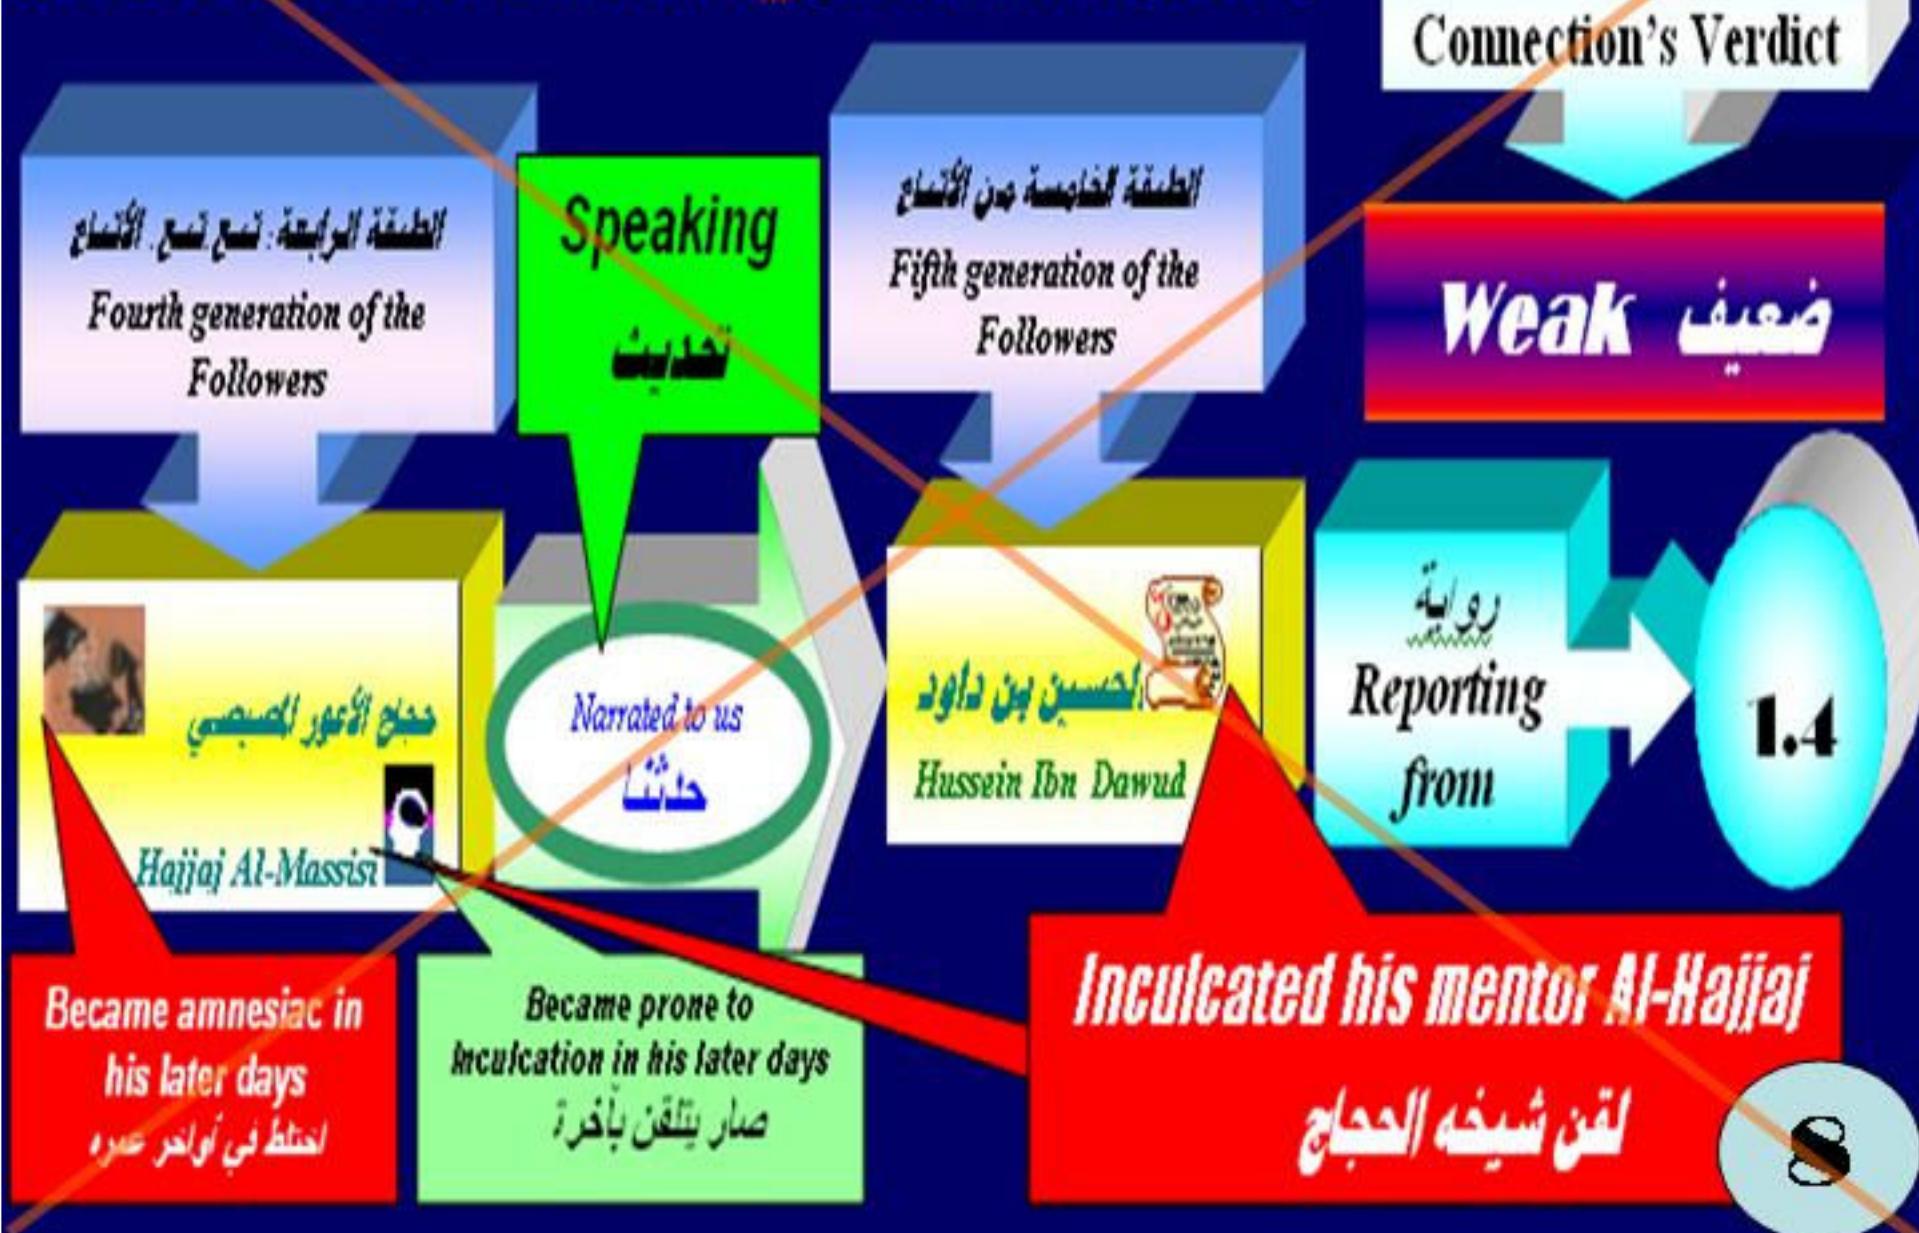 Connection's Verdict
الطبقة الرابعة: تبع تبع الأتباع
Fourth generation of the
Followers
Speaking
تحديث
الطبقة الخامسة من الأتباع
Fifth generation of the
Followers
Weak ضعيف
حجاج الأعور المصيصي
Hajjaj Al-Massisi
Narrated to us
حدثنا
الحسين بن داود
Hussein Ibn Dawud
رواية
Reporting
from
1.4
Became amnesiac in
his later days
اختلط في أواخر عمره
Became prone to
Inculcation in his later days
صار يتلقن بآخرة
Inculcated his mentor Al-Hajjaj
لقن شيخه الحجاج
8